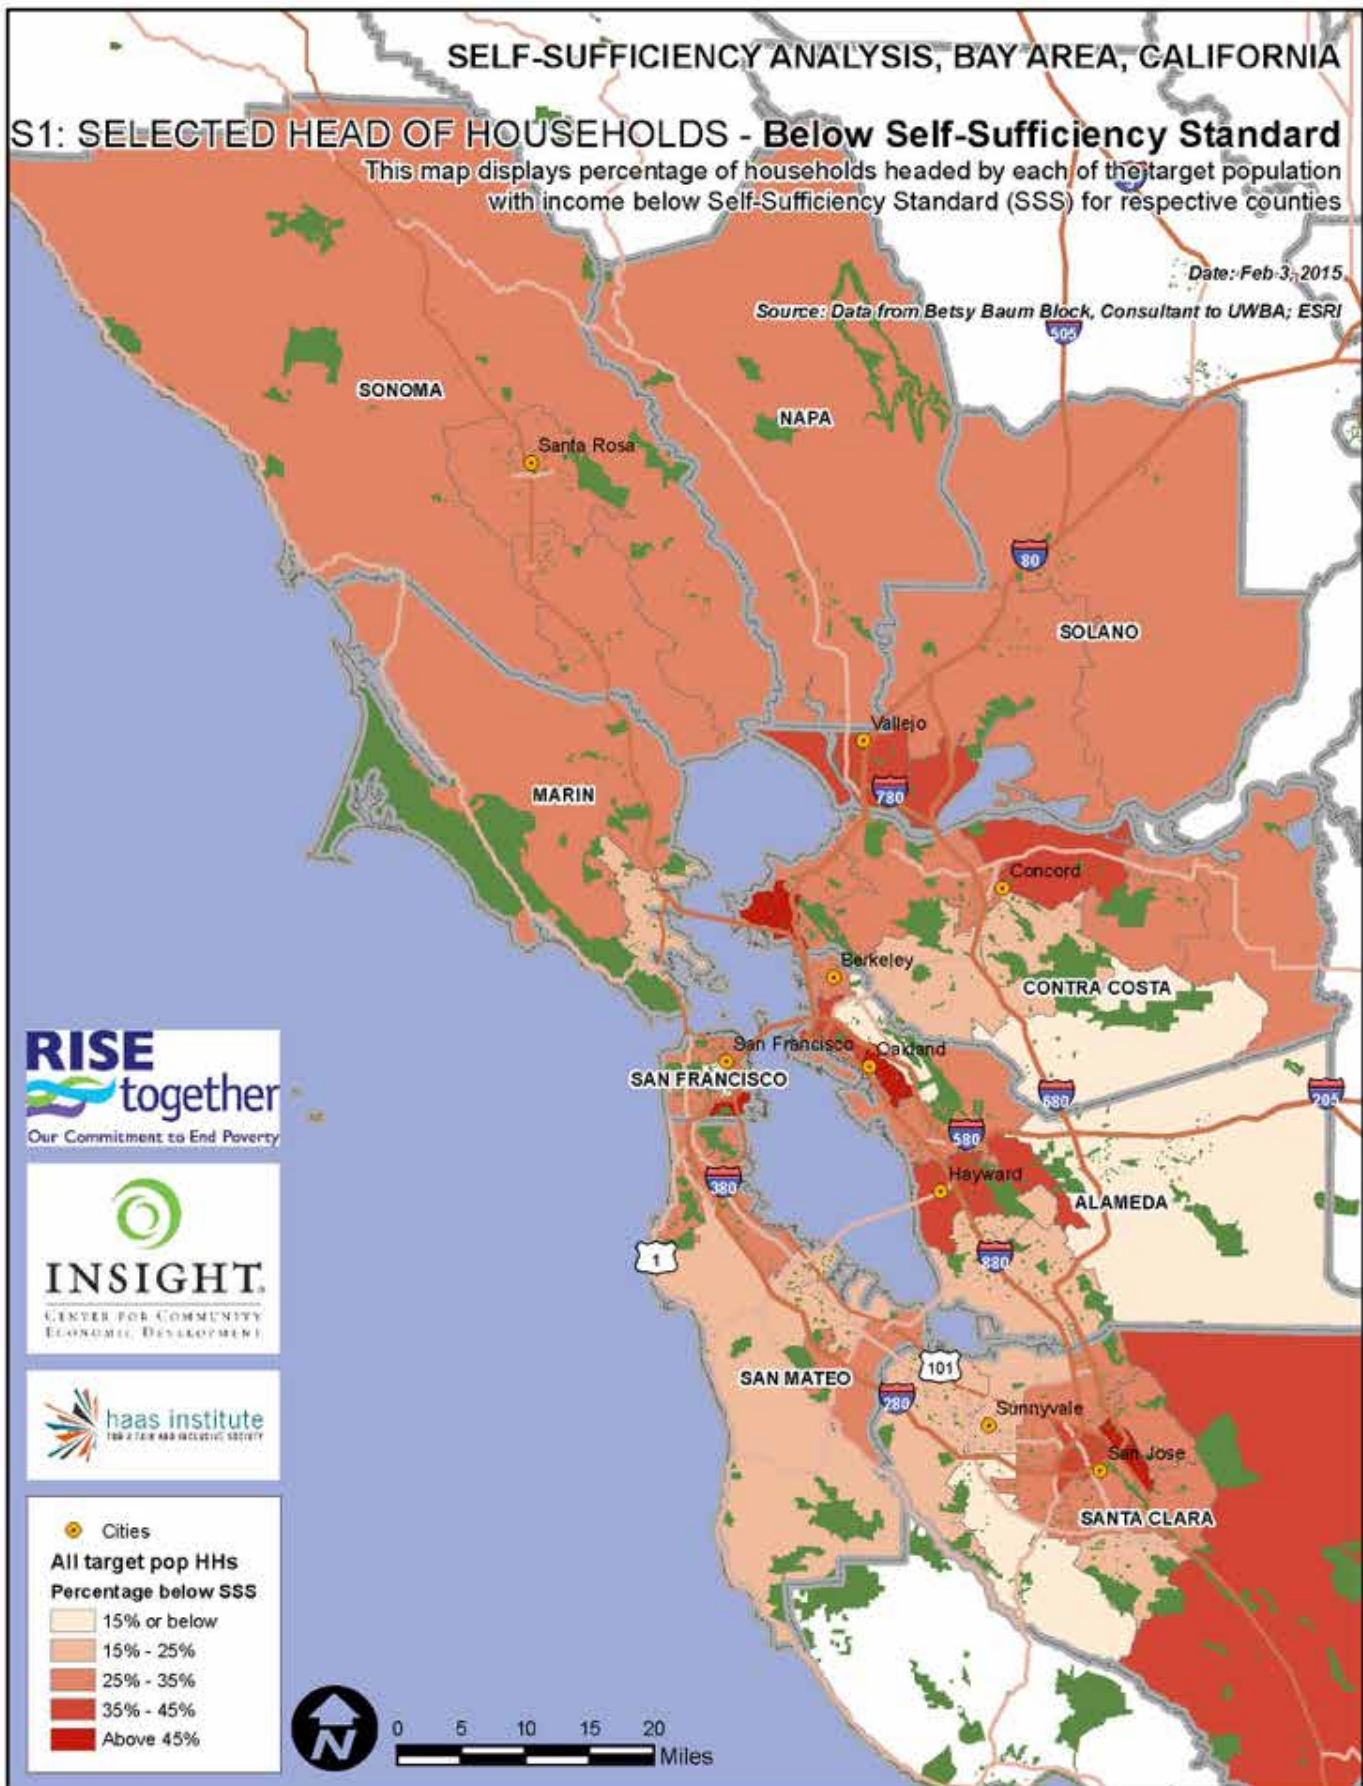 SELF-SUFFICIENCY ANALYSIS, BAY AREA, CALIFORNIA
S1: SELECTED HEAD OF HOUSEHOLDS - Below Self-Sufficiency Standard
This map displays percentage of households headed by each of the target population
with income below Self-Sufficiency Standard (SSS) for respective counties
Date: Feb 3, 2015
Source: Data from Betsy Baum Block, Consultant to UWBA; ESRI
505
SONOMA
NAPA
Santa Rosa
80
SOLANO
Vallejo
780
MARIN
Concord
Berkeley
CONTRA COSTA
San Francisco
Oakland
SAN FRANCISCO
680
205
580
380
Hayward
ALAMEDA
1
880
101
SAN MATEO
280
Sunnyvale
San Jose
SANTA CLARA
RISE
together
Our Commitment to End Poverty
INSIGHT
CENTER FOR COMMUNITY
ECONOMIC DEVELOPMENT
haas institute
FOR A FAIR AND INCLUSIVE SOCIETY
Cities
All target pop HHs
Percentage below SSS
15% or below
15% - 25%
25% - 35%
35% - 45%
Above 45%
N
0 5 10 15 20
Miles